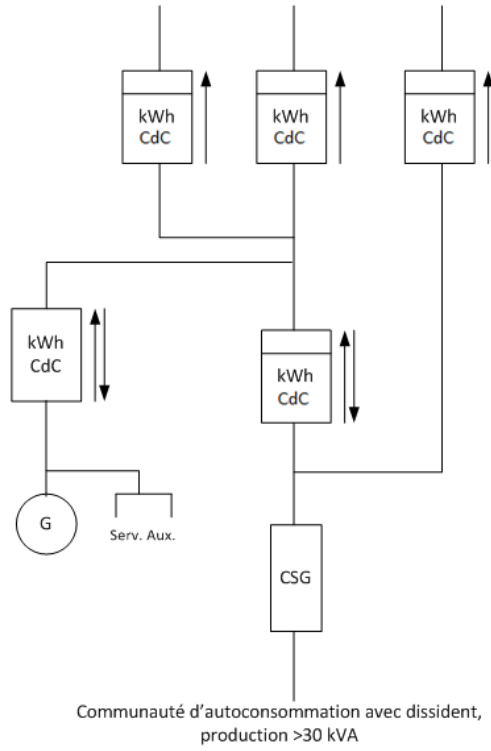 kWh
CdC
kWh
CdC
kWh
CdC
kWh
CdC
kWh
CdC
G
Serv. Aux.
CSG
Communauté d'autoconsommation avec dissident,
production >30 kVA